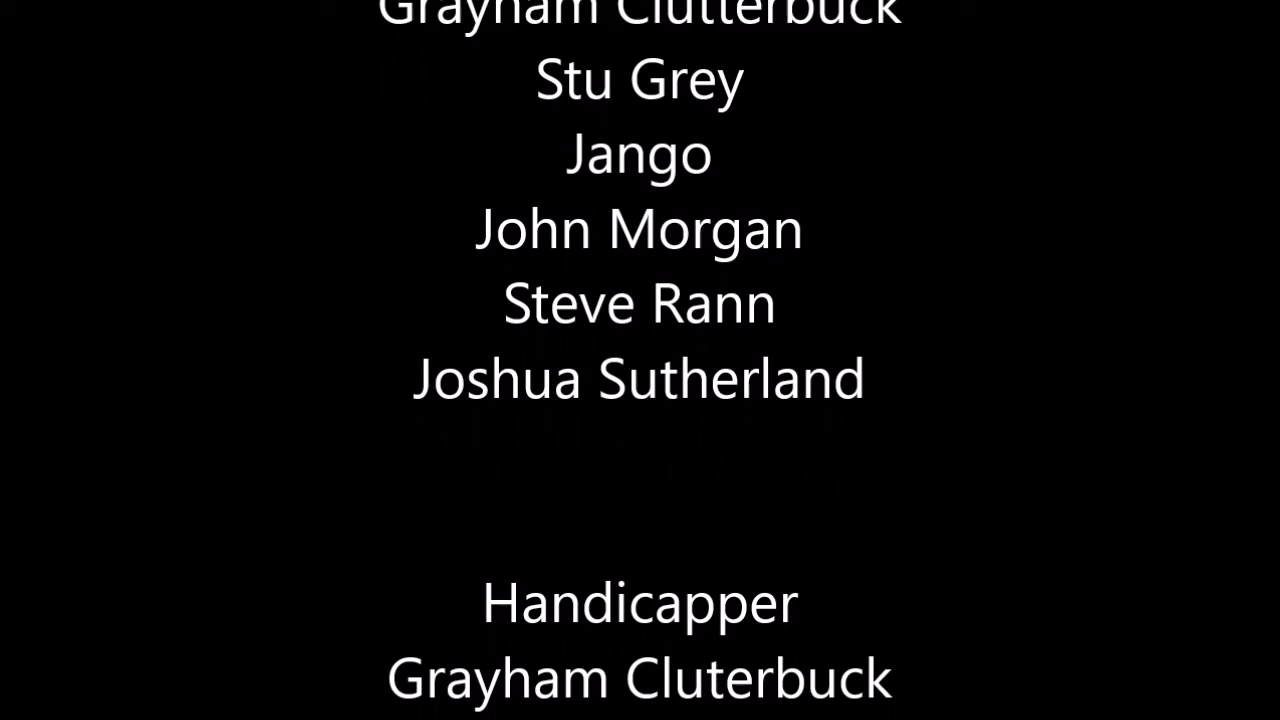 Grayham Clutterbuck
Stu Grey
Jango
John Morgan
Steve Rann
Joshua Sutherland
Handicapper
Grayham Cluterbuck